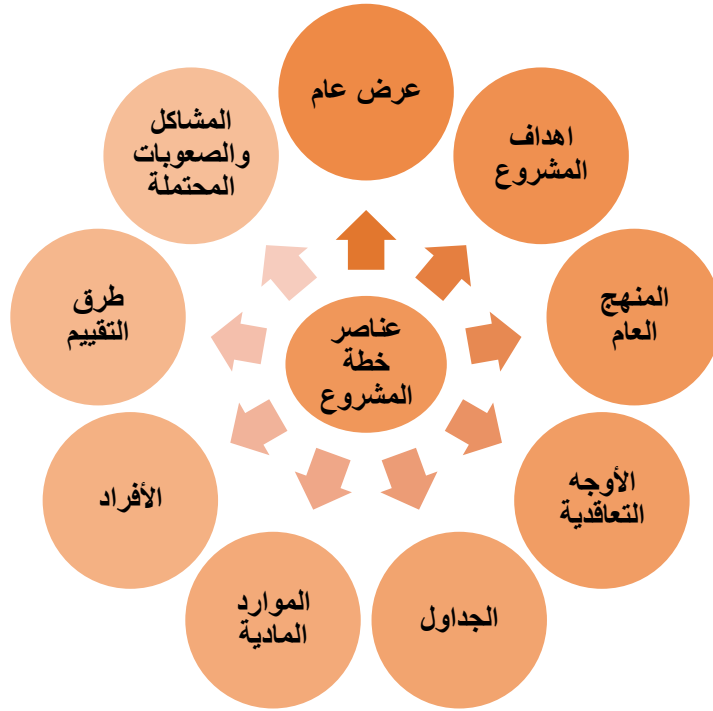 عناصر
خطة
المشروع
عرض عام
اهداف
المشروع
المنهج
العام
الأوجه
التعاقدية
الجداول
الموارد
المادية
الأفراد
طرق
التقييم
المشاكل
والصعوبات
المحتملة